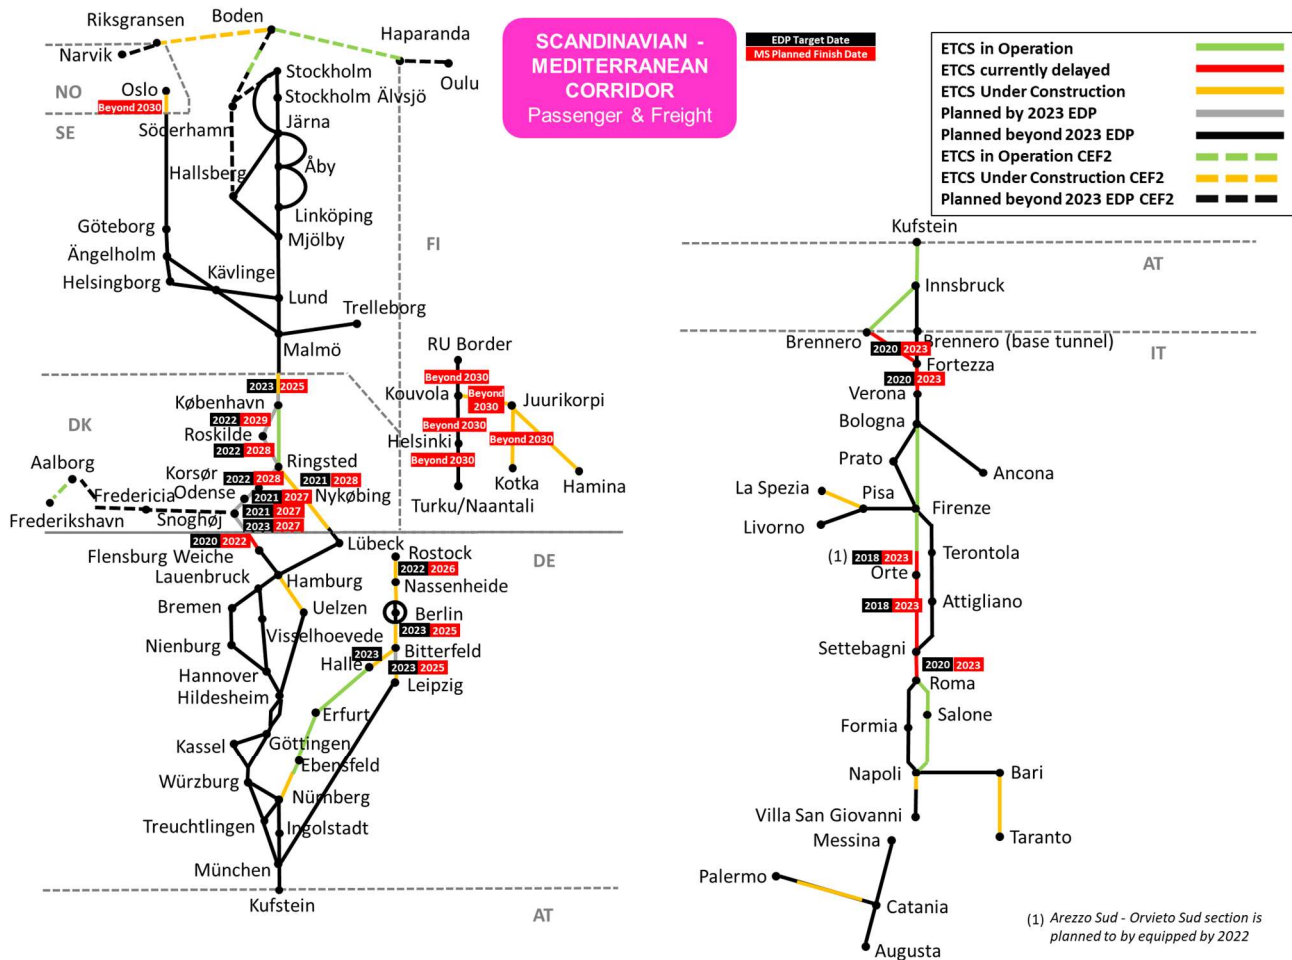 SCANDINAVIAN -
MEDITERRANEAN
CORRIDOR
Passenger & Freight
EDP Target Date
MS Planned Finish Date
ETCS in Operation
ETCS currently delayed
ETCS Under Construction
Planned by 2023 EDP
Planned beyond 2023 EDP
ETCS in Operation CEF2
ETCS Under Construction CEF2
Planned beyond 2023 EDP CEF2
Riksgransen
Boden
Haparanda
Narvik
Oulu
NO
Oslo
Beyond 2030
SE
Stockholm
Stockholm Älvsjö
Söderhamn
Järna
Hallsberg
Åby
Linköping
Göteborg
Mjölby
FI
Ängelholm
Kävlinge
Helsingborg
Lund
Trelleborg
Malmö
RU Border
Beyond 2030
Kouvola
Beyond
2030
Juurikorpi
Beyond 2030
Helsinki
Beyond 2030
Beyond 2030
Kotka
Hamina
Turku/Naantali
2023 2025
København
2022 2029
DK
Roskilde
2022 2028
Aalborg
Korsør
Ringsted
2022 2028
2021 2028
Odense
2021 2027
Nykøbing
Fredericia
2021 2027
Frederikshavn
Snoghøj
2023 2027
2020 2022
Flensburg Weiche
Lübeck
Rostock
DE
2022 2026
Lauenbruck
Hamburg
Nassenheide
Bremen
Uelzen
Berlin
Visselhoevede
2023 2025
Nienburg
2023
Bitterfeld
Halle
2023 2025
Hannover
Leipzig
Hildesheim
Erfurt
Kassel
Göttingen
Ebensfeld
Würzburg
Nürnberg
Treuchtlingen
Ingolstadt
München
Kufstein
AT
Kufstein
AT
Innsbruck
Brennero
Brennero (base tunnel)
IT
2020 2023
Fortezza
2020 2023
Verona
Bologna
Prato
Ancona
La Spezia
Pisa
Livorno
Firenze
(1)
2018 2023
Terontola
Orte
2018 2023
Attigliano
Settebagni
2020 2023
Roma
Formia
Salone
Napoli
Bari
Villa San Giovanni
Taranto
Messina
Palermo
Catania
Augusta
(1) Arezzo Sud - Orvieto Sud section is
planned to by equipped by 2022